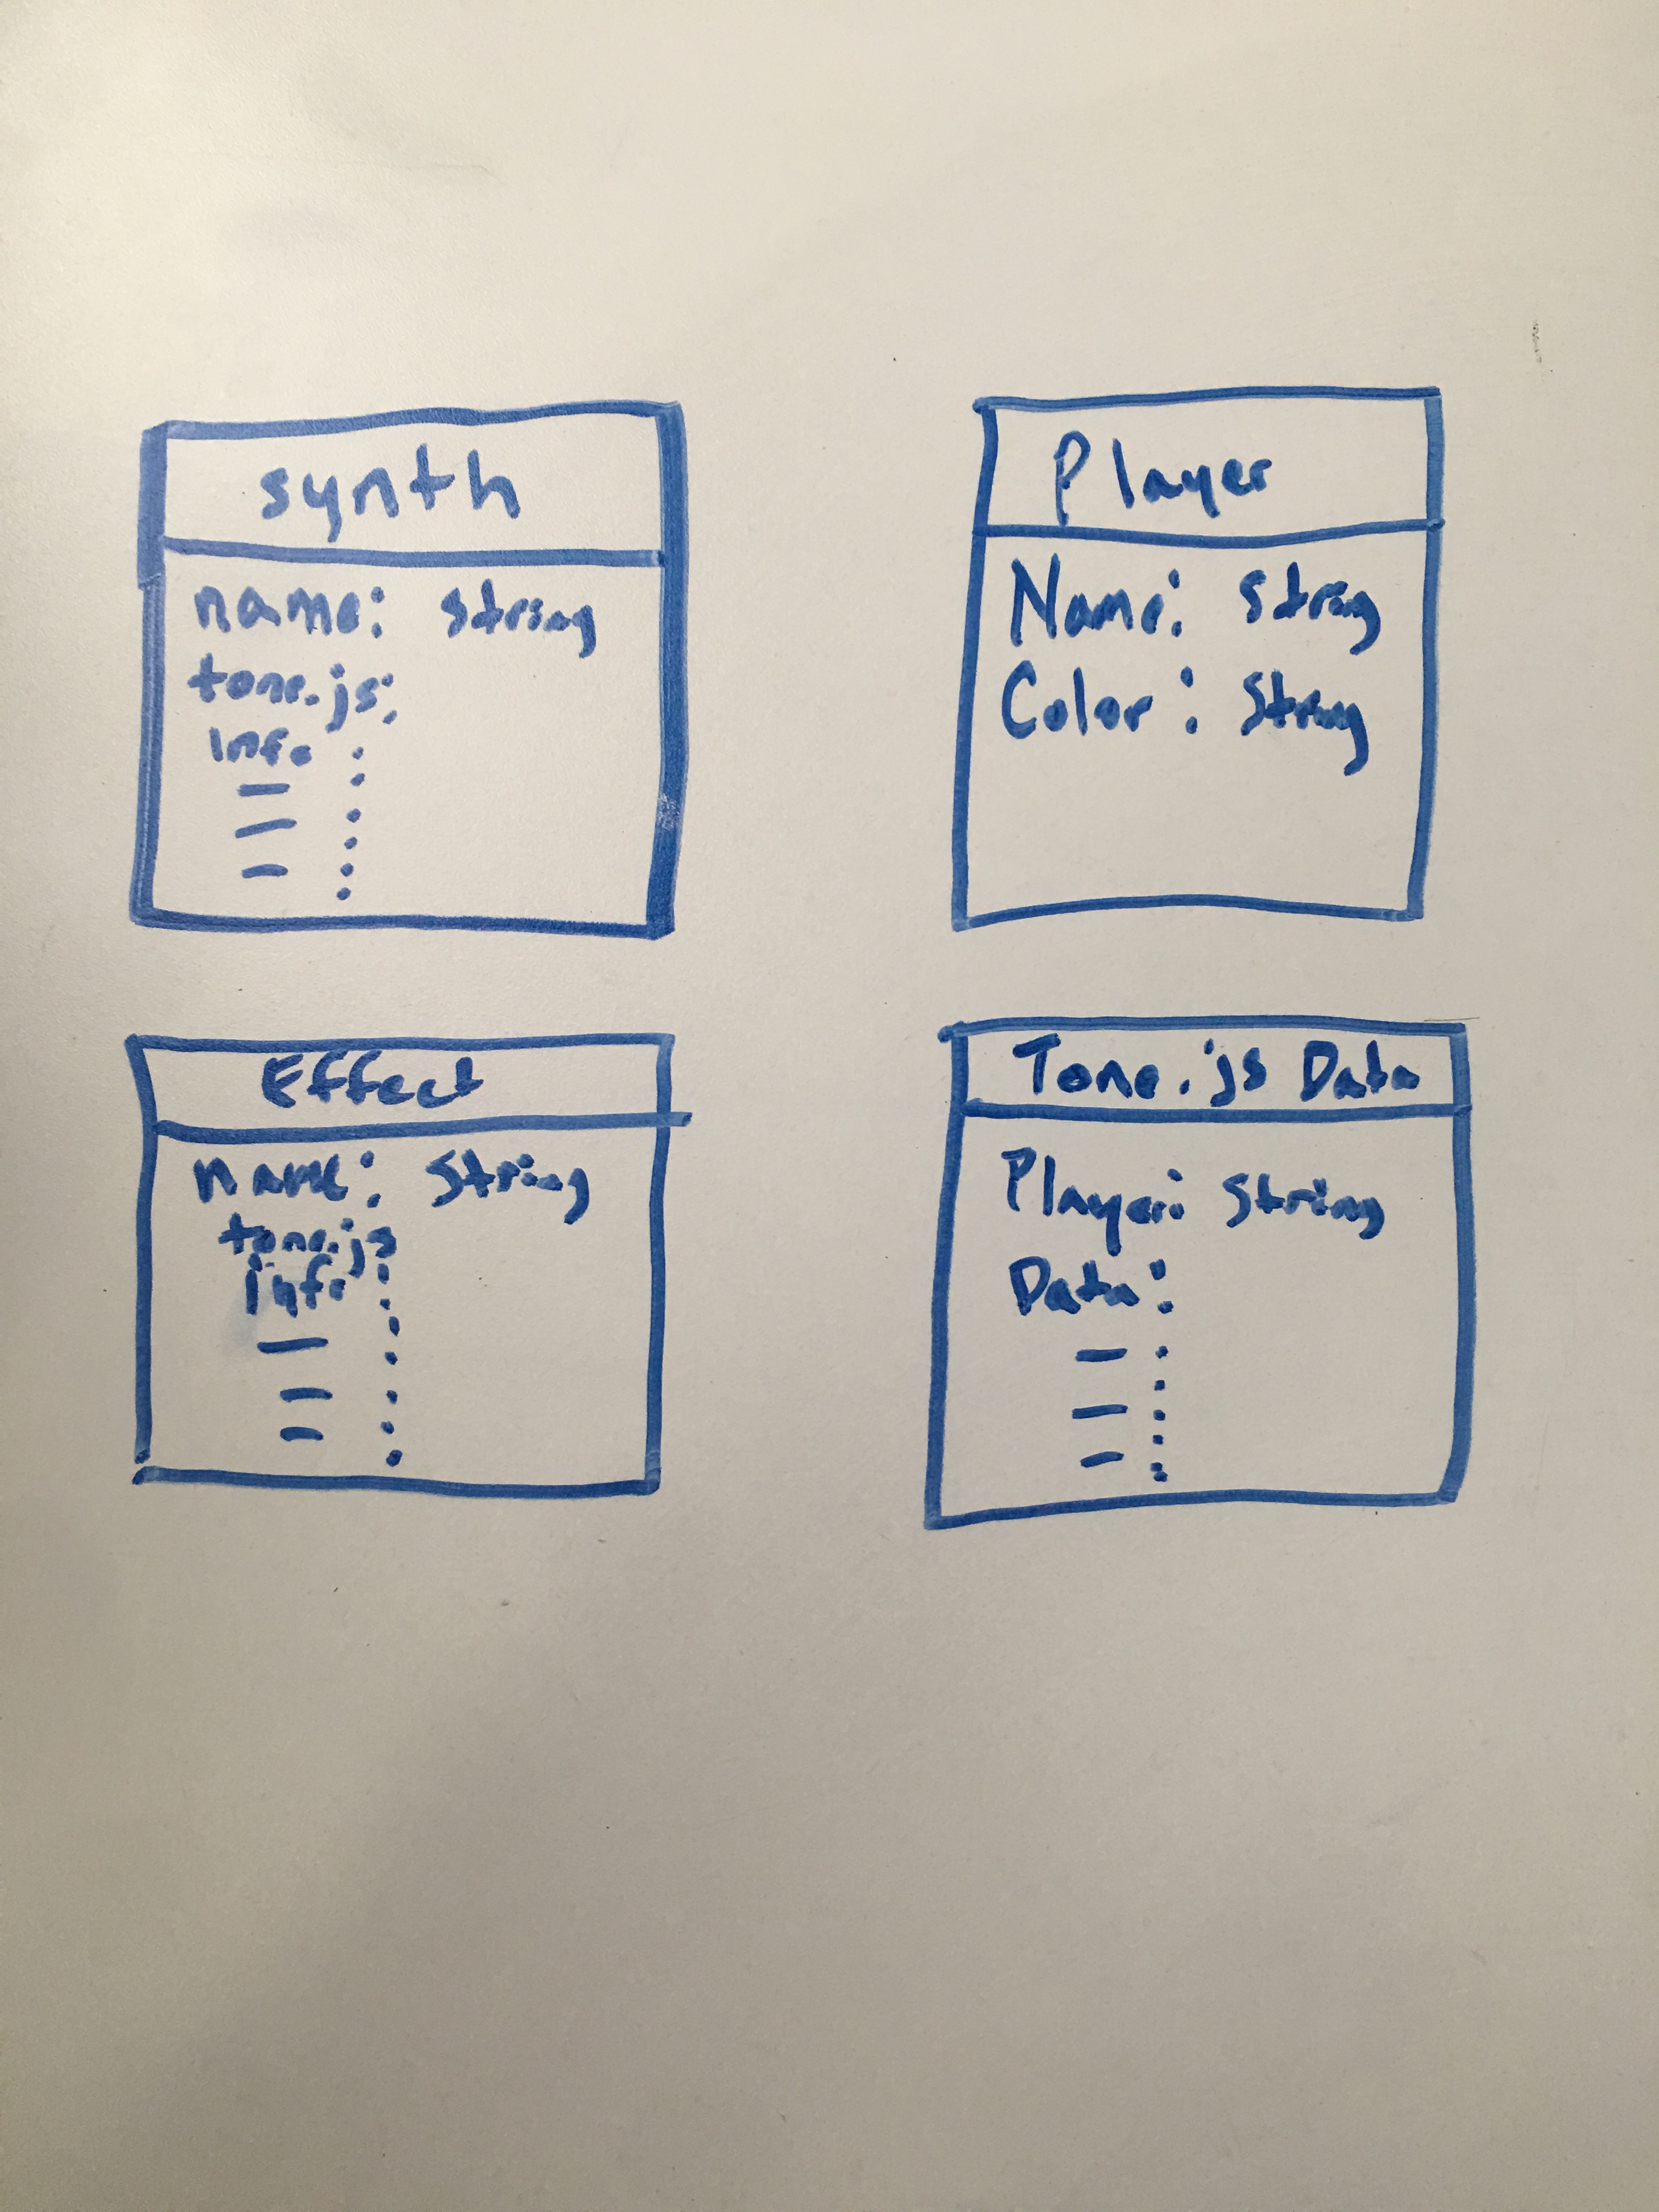 synth
name: string
tone.js:
info :
— :
— :
— :
Player
Name: String
Color: String
Effect
name: String
tone.js
info :
— :
— :
— :
Tone.js Data
Player: String
Data:
— :
— :
— :